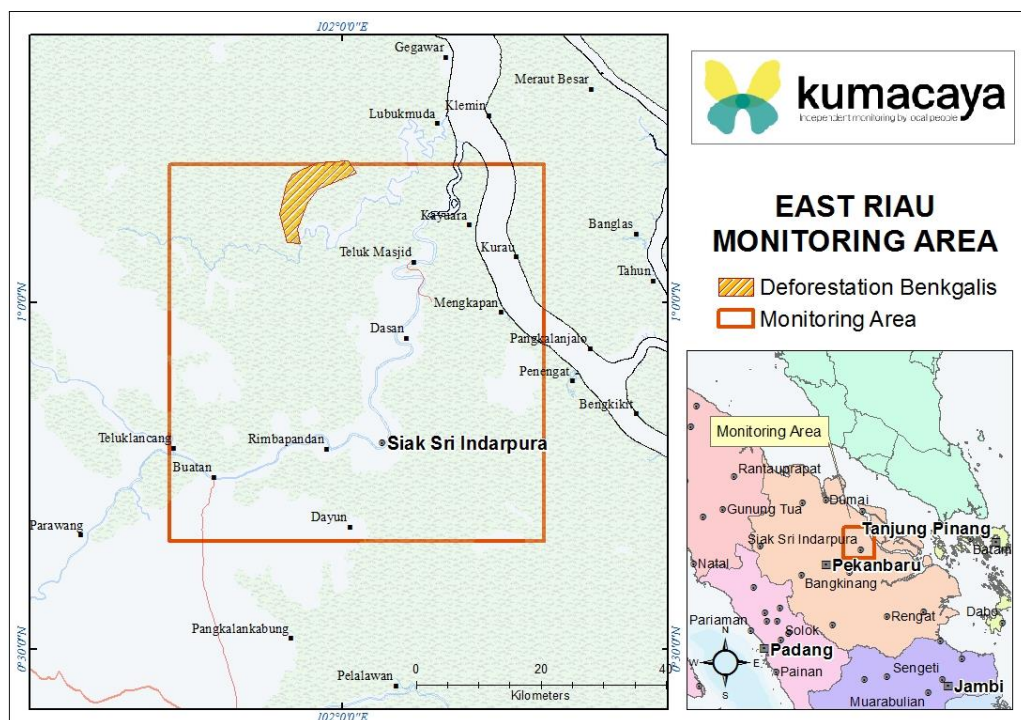 102°0'0"E
Gegawar
Meraut Besar
Klemin
Lubukmuda
Kayuara
Banglas
Teluk Masjid
Kurau
Tahun
1°0'0"N
1°0'0"N
Mengkapan
Dasan
Pangkalanjalo
Penengat
Bengkikit
Teluklancang
Rimbapandan
Siak Sri Indarpura
Buatan
Parawang
Dayun
Pangkalankabung
0°30'0"N
0°30'0"N
Pelalawan
0 20 40
Kilometers
102°0'0"E
kumacaya
Independent monitoring by local people
EAST RIAU
MONITORING AREA
Deforestation Benkgalis
Monitoring Area
Monitoring Area
Rantauprapat
Dumai
Gunung Tua
Tanjung Pinang
Siak Sri Indarpura
Batam
Pekanbaru
Natal
Bangkinang
Dabo
Rengat
Pariaman
Solok
N
W E
S
Padang
Painan
Sengeti
Jambi
Muarabulian